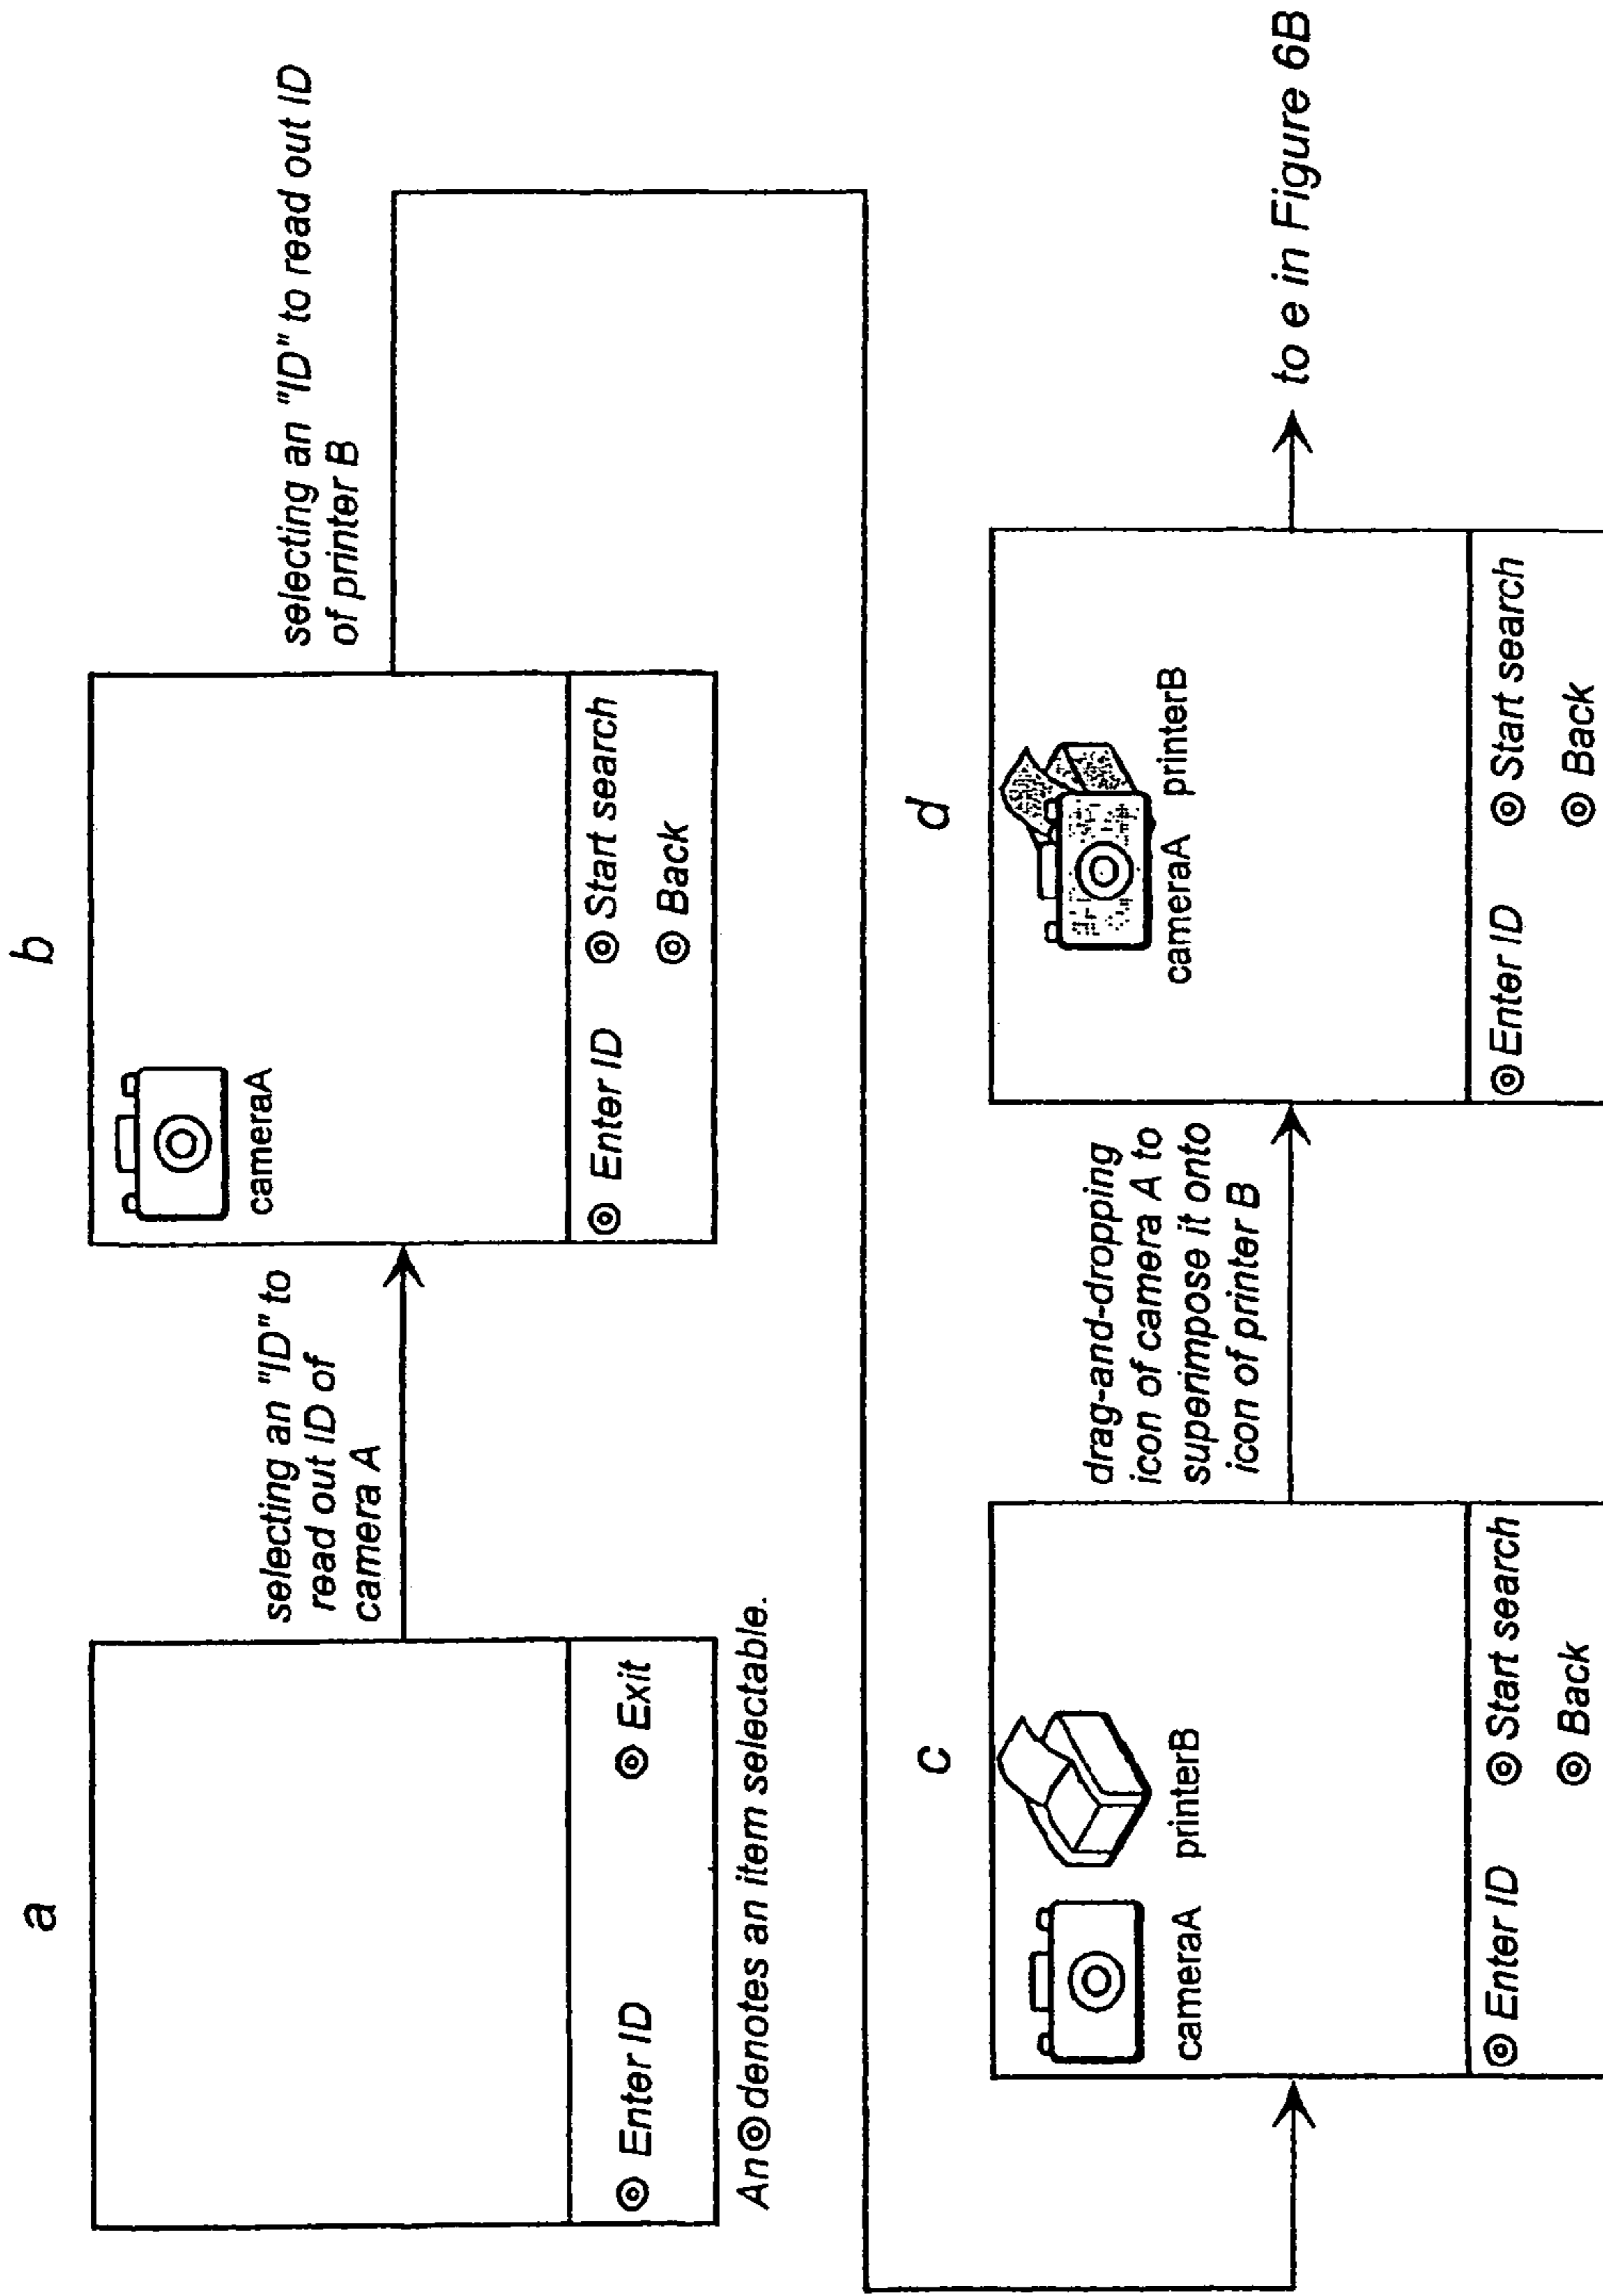 a
◎ Enter ID ◎ Exit
An ◎ denotes an item selectable.
selecting an "ID" to
read out ID of
camera A
b
cameraA
◎ Enter ID ◎ Start search
◎ Back
selecting an "ID" to read out ID
of printer B
c
cameraA printerB
◎ Enter ID ◎ Start search
◎ Back
drag-and-dropping
icon of camera A to
superimpose it onto
icon of printer B
d
cameraA printerB
◎ Enter ID ◎ Start search
◎ Back
to e in Figure 6B